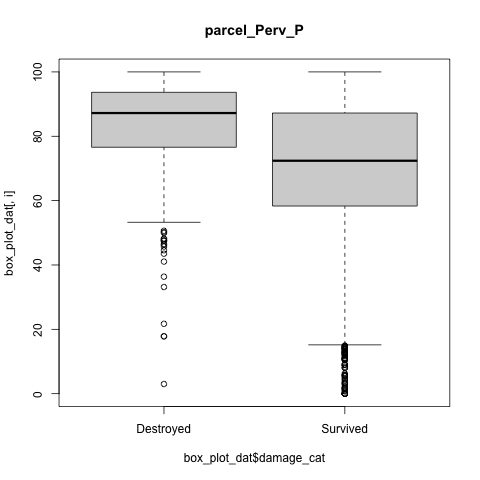 parcel_Perv_P
100
80
60
40
20
0
box_plot_dat[, i]
Destroyed
Survived
box_plot_dat$damage_cat